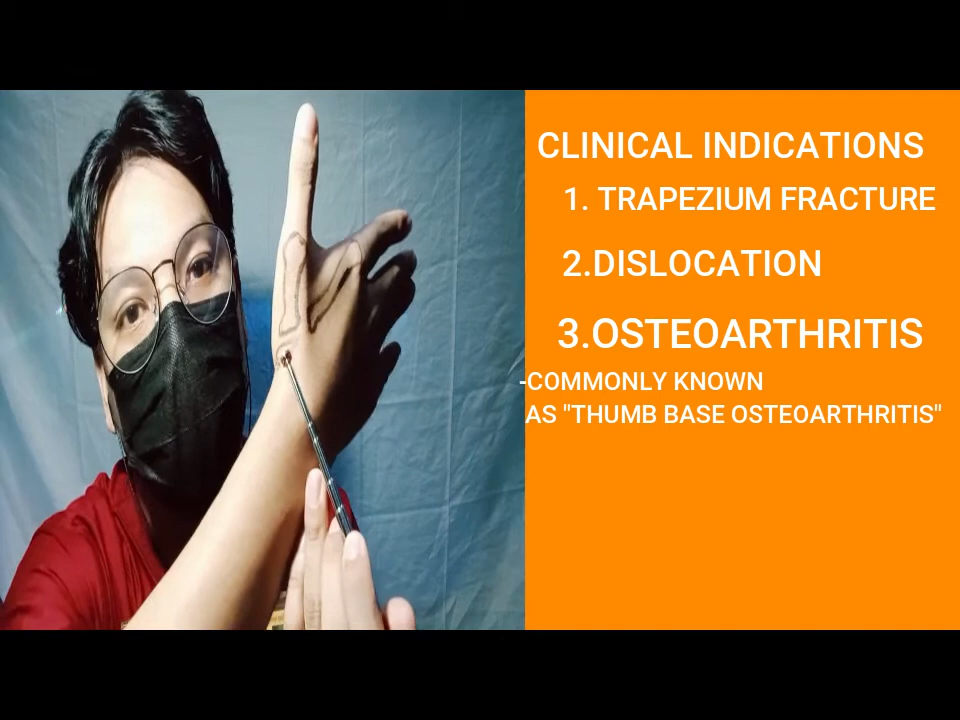 CLINICAL INDICATIONS
1. TRAPEZIUM FRACTURE
2.DISLOCATION
3.OSTEOARTHRITIS
-COMMONLY KNOWN
AS "THUMB BASE OSTEOARTHRITIS"